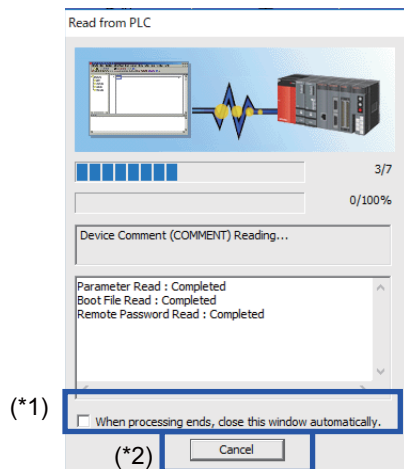 Read from PLC
3/7
0/100%
Device Comment (COMMENT) Reading...
Parameter Read : Completed
Boot File Read : Completed
Remote Password Read : Completed
(*1)
When processing ends, close this window automatically.
(*2)
Cancel